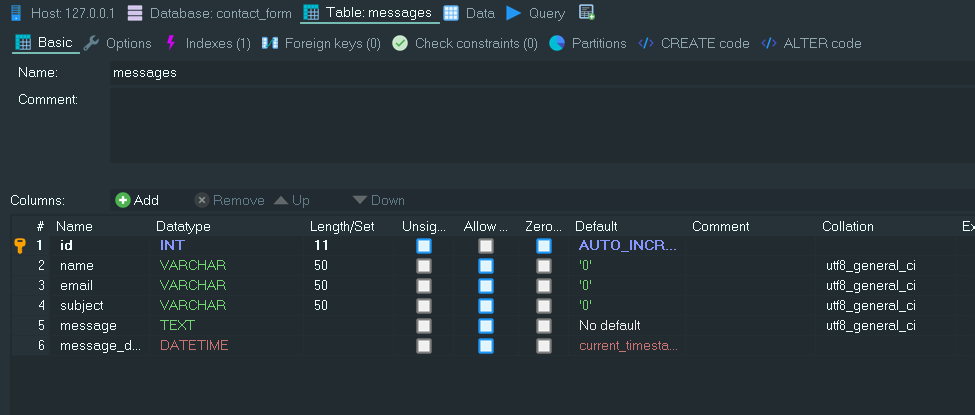 Host: 127.0.0.1 Database: contact_form Table: messages Data Query
Basic Options Indexes (1) Foreign keys (0) Check constraints (0) Partitions CREATE code ALTER code
Name: messages
Comment:
Columns: Add Remove Up Down
# Name Datatype Length/Set Unsig... Allow ... Zero... Default Comment Collation Ex
1 id INT 11 AUTO_INCR...
2 name VARCHAR 50 '0' utf8_general_ci
3 email VARCHAR 50 '0' utf8_general_ci
4 subject VARCHAR 50 '0' utf8_general_ci
5 message TEXT No default utf8_general_ci
6 message_d... DATETIME current_timesta...